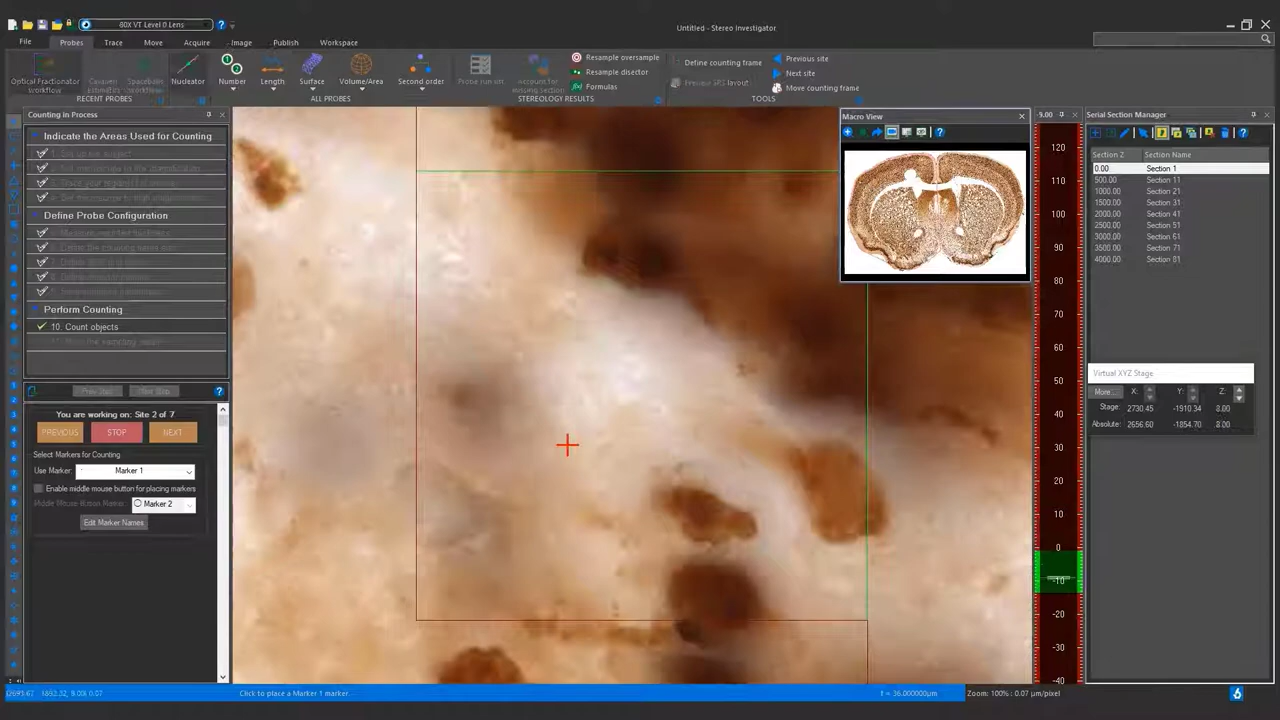 60X VT Level 0 Lens
Untitled - Stereo Investigator
File Probes Trace Move Acquire Image Publish Workspace
Optical Fractionator workflow
Nucleator
Number
Length
Surface
Volume/Area
Second order
Resample oversample
Resample disector
Formulas
Define counting frame
Previous site
Next site
Move counting frame
RECENT PROBES
ALL PROBES
STEREOLOGY RESULTS
TOOLS
Counting in Process
Indicate the Areas Used for Counting
Define Probe Configuration
Perform Counting
10. Count objects
You are working on: Site 2 of 7
PREVIOUS STOP NEXT
Select Markers for Counting
Use Marker: Marker 1
Enable middle mouse button for placing markers
Marker 2
Edit Marker Names
Macro View
9.00
120
100
90
80
70
60
50
40
30
20
10
0
-10
-20
-30
-40
Serial Section Manager
Section Z Section Name
0.00 Section 1
500.00 Section 11
1000.00 Section 21
1500.00 Section 31
2000.00 Section 41
2500.00 Section 51
3000.00 Section 61
3500.00 Section 71
4000.00 Section 81
Virtual XYZ Stage
More... X: Y: Z:
Stage: 2730.45 -1910.34 8.00
Absolute: 2656.60 -1854.70 8.00
Click to place a Marker 1 marker...
f = 36.000000µm
Zoom: 100% : 0.07 µm/pixel